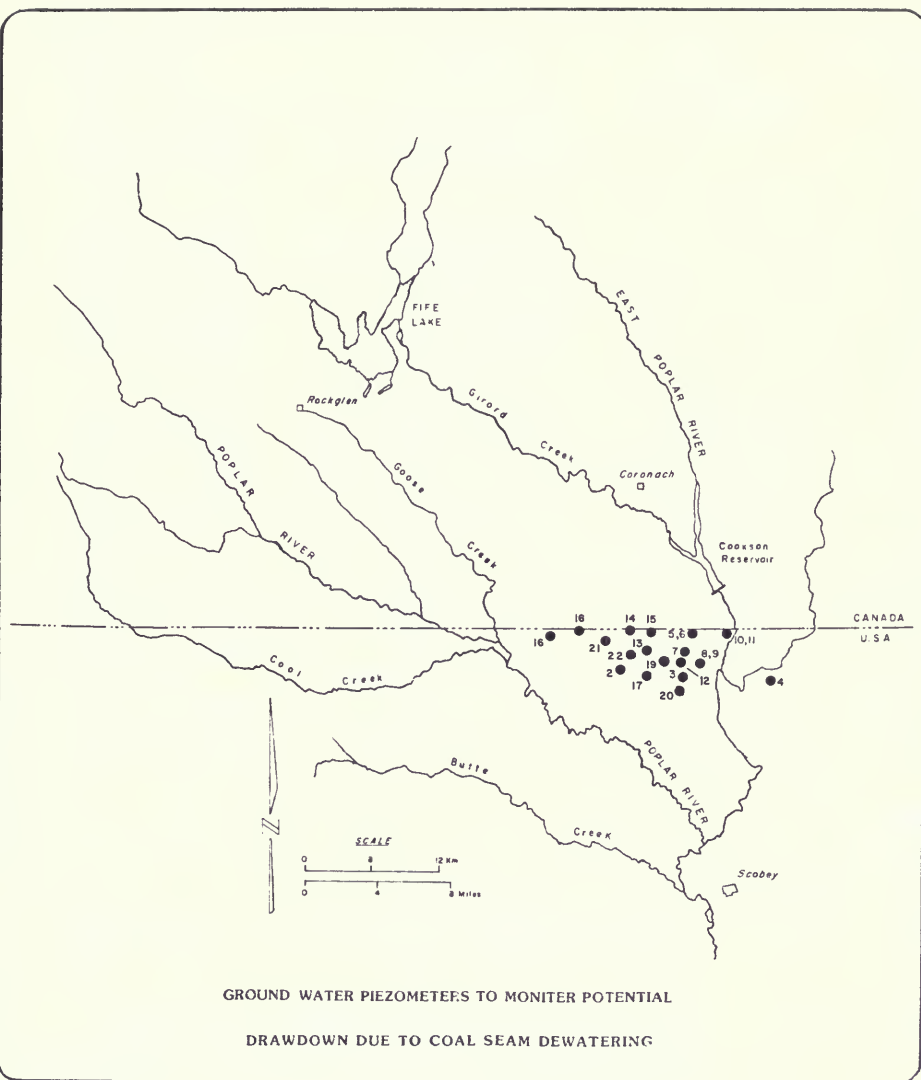 FIFE
LAKE
EAST
POPLAR
RIVER
Rockglen
Girard
Creek
Coronach
Goose
Creek
POPLAR
RIVER
Cookson
Reservoir
CANADA
U.S.A
16
16
14
15
5,6
10,11
21
13
7
8,9
22
19
2
17
3
12
20
4
Coal
Creek
POPLAR RIVER
Butte
Creek
SCALE
0
8
12 Km
0
4
8 Miles
N
Scobey
GROUND WATER PIEZOMETERS TO MONITER POTENTIAL
DRAWDOWN DUE TO COAL SEAM DEWATERING